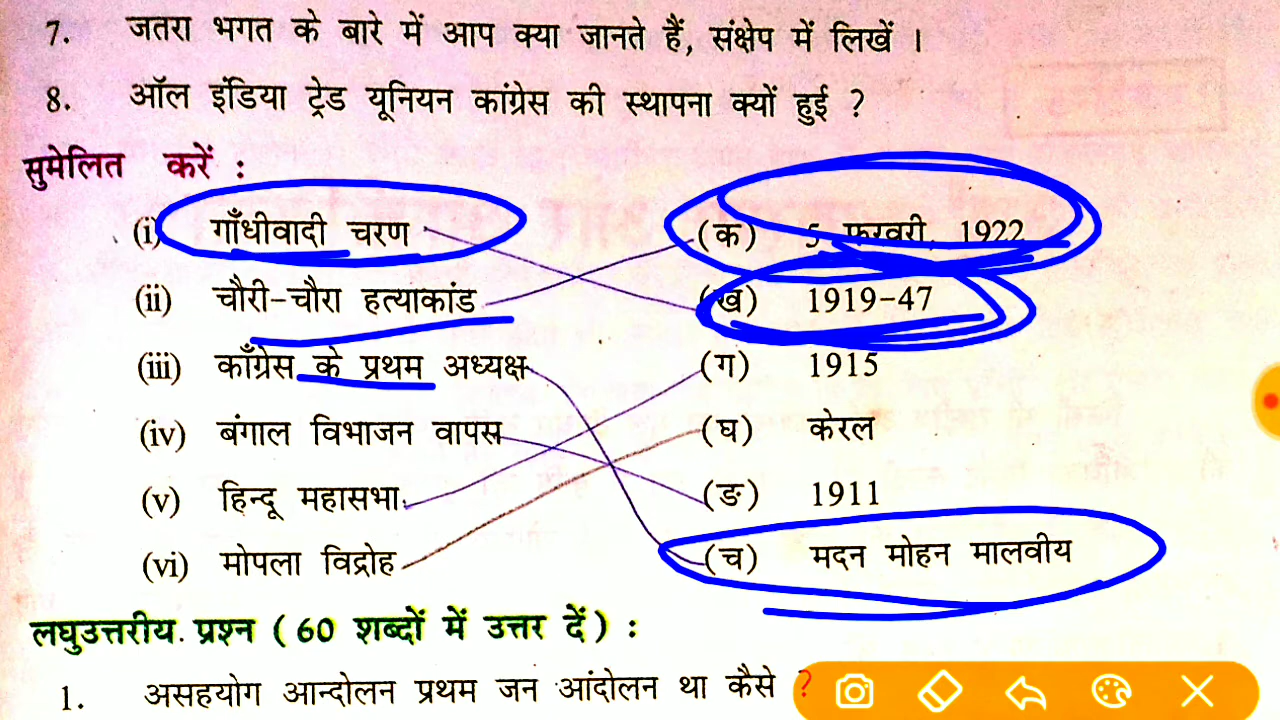 7. जतरा भगत के बारे में आप क्या जानते हैं, संक्षेप में लिखें ।
8. ऑल इंडिया ट्रेड यूनियन कांग्रेस की स्थापना क्यों हुई ?
सुमेलित करें :
(i) गाँधीवादी चरण (क) 5 फरवरी, 1922
(ii) चौरी-चौरा हत्याकांड (ख) 1919-47
(iii) काँग्रेस के प्रथम अध्यक्ष (ग) 1915
(iv) बंगाल विभाजन वापस (घ) केरल
(v) हिन्दू महासभा (ङ) 1911
(vi) मोपला विद्रोह (च) मदन मोहन मालवीय
लघुउत्तरीय प्रश्न (60 शब्दों में उत्तर दें) :
1. असहयोग आन्दोलन प्रथम जन आंदोलन था कैसे ?